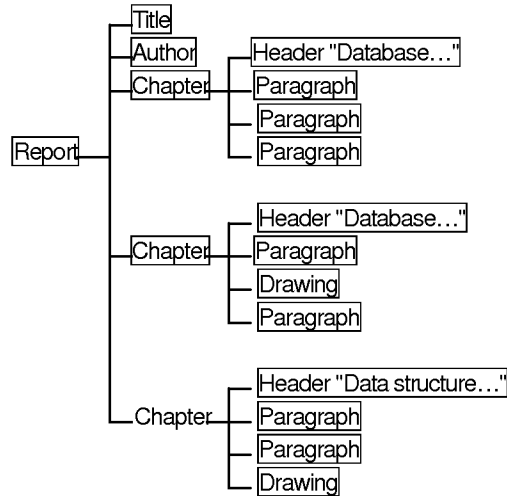 Title
Author
Header "Database…"
Chapter
Paragraph
Paragraph
Report
Paragraph
Header "Database…"
Chapter
Paragraph
Drawing
Paragraph
Header "Data structure…"
Chapter
Paragraph
Paragraph
Drawing